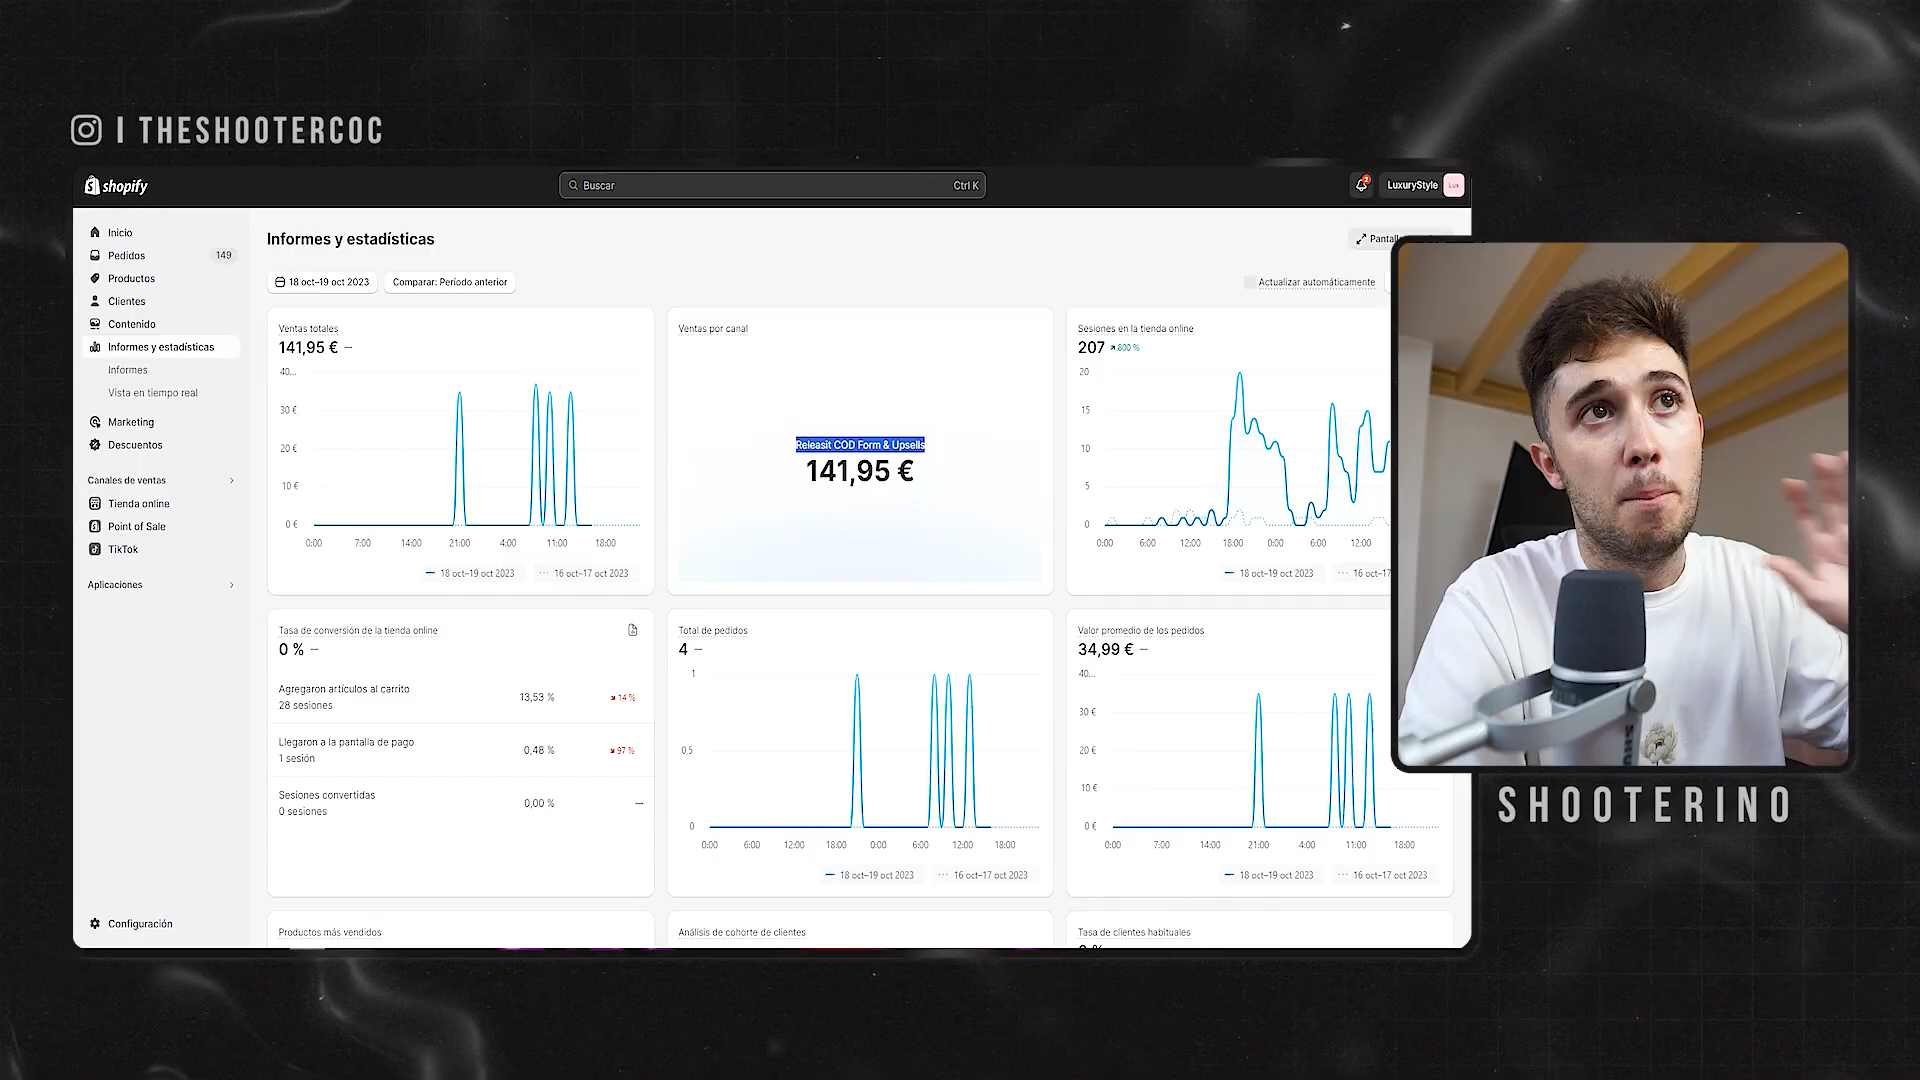 I THESHOOTERCOC
shopify
Buscar
Ctrl K
2
LuxuryStyle
Lux
Inicio
Pedidos 149
Productos
Clientes
Contenido
Informes y estadísticas
Informes
Vista en tiempo real
Marketing
Descuentos
Canales de ventas
Tienda online
Point of Sale
TikTok
Aplicaciones
Configuración
Informes y estadísticas
18 oct–19 oct 2023
Comparar: Período anterior
Actualizar automáticamente
Ventas totales
141,95 € —
40...
30 €
20 €
10 €
0 €
0:00 7:00 14:00 21:00 4:00 11:00 18:00
18 oct–19 oct 2023 16 oct–17 oct 2023
Ventas por canal
Releasit COD Form & Upsells
141,95 €
Sesiones en la tienda online
207 800 %
20
15
10
5
0
0:00 6:00 12:00 18:00 0:00 6:00 12:00
18 oct–19 oct 2023 16 oct–17
Tasa de conversión de la tienda online
0 % —
Agregaron artículos al carrito
28 sesiones
13,53 % 14 %
Llegaron a la pantalla de pago
1 sesión
0,48 % 97 %
Sesiones convertidas
0 sesiones
0,00 % —
Total de pedidos
4 —
1
0,5
0
0:00 6:00 12:00 18:00 0:00 6:00 12:00 18:00
18 oct–19 oct 2023 16 oct–17 oct 2023
Valor promedio de los pedidos
34,99 € —
40...
30 €
20 €
10 €
0 €
0:00 7:00 14:00 21:00 4:00 11:00 18:00
18 oct–19 oct 2023 16 oct–17 oct 2023
Productos más vendidos
Análisis de cohorte de clientes
Tasa de clientes habituales
SHOOTERINO